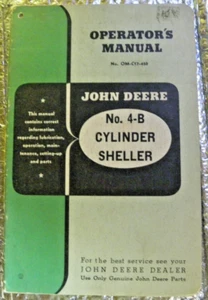 OPERATOR'S
MANUAL
JOHN DEERE
This manual
contains correct
information
regarding lubrication,
operation, main-
tenance, setting-up
and parts
No. 4-B
CYLINDER
SHELLER
For the best service see your
JOHN DEERE DEALER
Use Only Genuine John Deere Parts